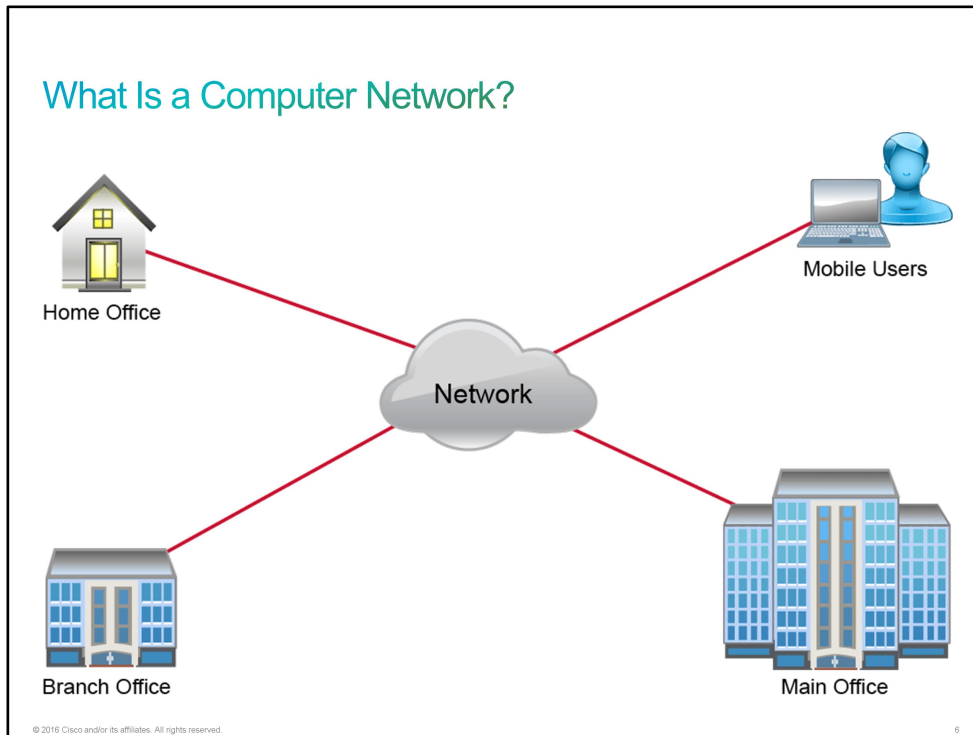 What Is a Computer Network?
Mobile Users
Home Office
Network
Branch Office
Main Office
© 2016 Cisco and/or its affiliates. All rights reserved.
6